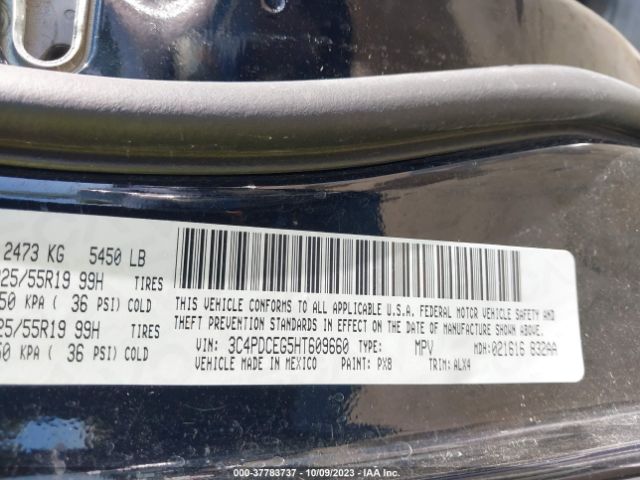 2473 KG 5450 LB
25/55R19 99H TIRES
50 KPA ( 36 PSI) COLD
25/55R19 99H TIRES
50 KPA ( 36 PSI) COLD
THIS VEHICLE CONFORMS TO ALL APPLICABLE U.S.A. FEDERAL MOTOR VEHICLE SAFETY AND
THEFT PREVENTION STANDARDS IN EFFECT ON THE DATE OF MANUFACTURE SHOWN ABOVE.
VIN: 3C4PDCEG5HT609660 TYPE: MPV MDH: 021616 832AA
VEHICLE MADE IN MEXICO PAINT: PX8 TRIM: ALX4
000-37783737 - 10/09/2023 - IAAI Corp.